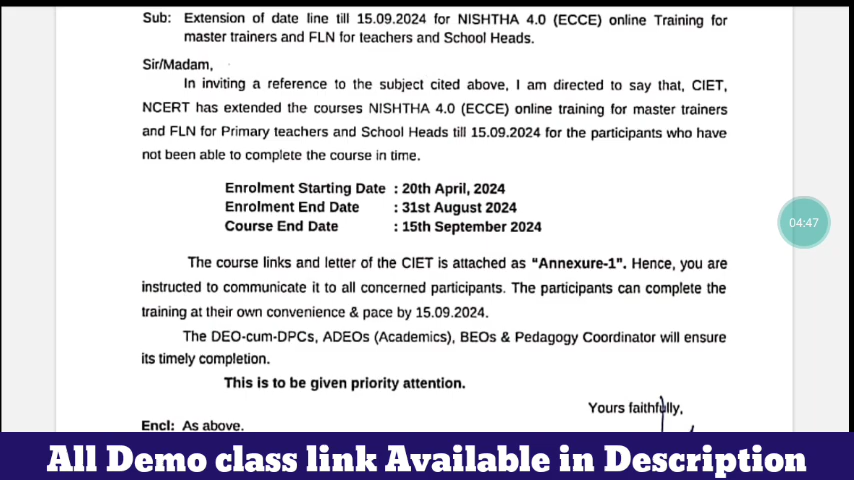 Sub: Extension of date line till 15.09.2024 for NISHTHA 4.0 (ECCE) online Training for
master trainers and FLN for teachers and School Heads.
Sir/Madam,
In inviting a reference to the subject cited above, I am directed to say that, CIET,
NCERT has extended the courses NISHTHA 4.0 (ECCE) online training for master trainers
and FLN for Primary teachers and School Heads till 15.09.2024 for the participants who have
not been able to complete the course in time.
Enrolment Starting Date : 20th April, 2024
Enrolment End Date : 31st August 2024
Course End Date : 15th September 2024
04:47
The course links and letter of the CIET is attached as "Annexure-1". Hence, you are
instructed to communicate it to all concerned participants. The participants can complete the
training at their own convenience & pace by 15.09.2024.
The DEO-cum-DPCs, ADEOs (Academics), BEOs & Pedagogy Coordinator will ensure
its timely completion.
This is to be given priority attention.
Yours faithfully,
Encl: As above.
All Demo class link Available in Description